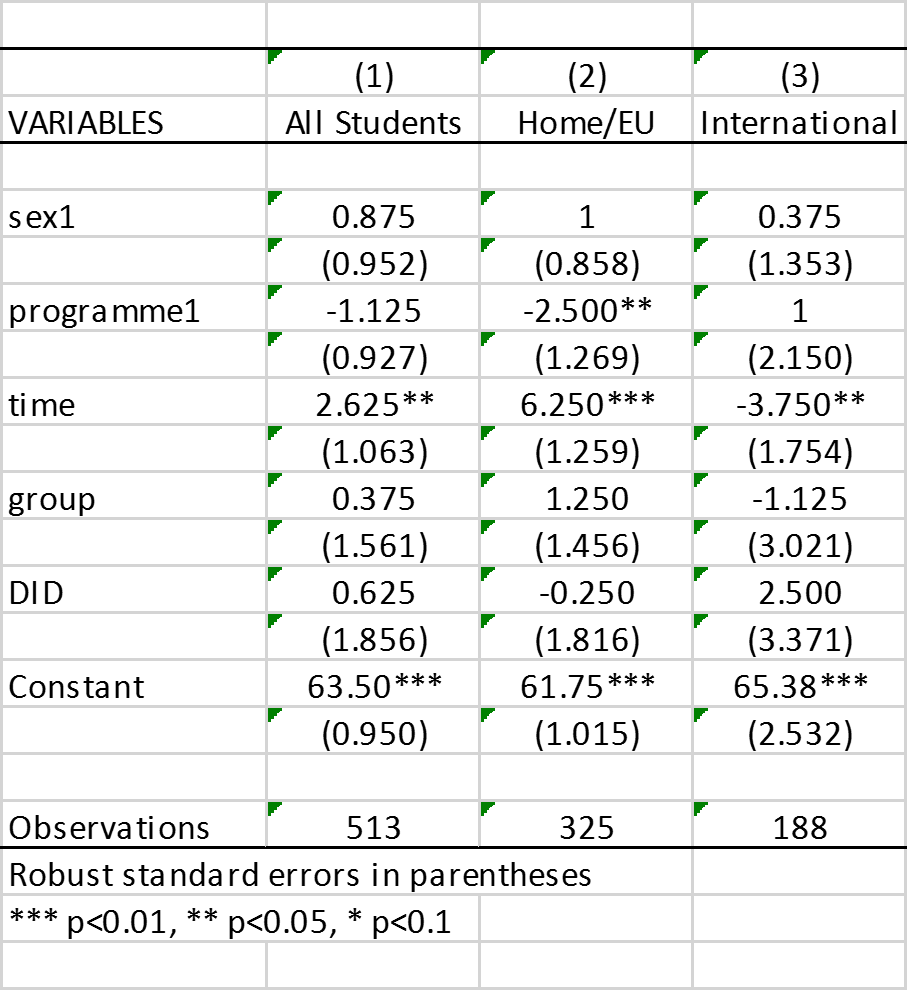 (1) (2) (3)
VARIABLES All Students Home/EU International
sex1 0.875 1 0.375
(0.952) (0.858) (1.353)
programme1 -1.125 -2.500** 1
(0.927) (1.269) (2.150)
time 2.625** 6.250*** -3.750**
(1.063) (1.259) (1.754)
group 0.375 1.250 -1.125
(1.561) (1.456) (3.021)
DID 0.625 -0.250 2.500
(1.856) (1.816) (3.371)
Constant 63.50*** 61.75*** 65.38***
(0.950) (1.015) (2.532)
Observations 513 325 188
Robust standard errors in parentheses
*** p<0.01, ** p<0.05, * p<0.1